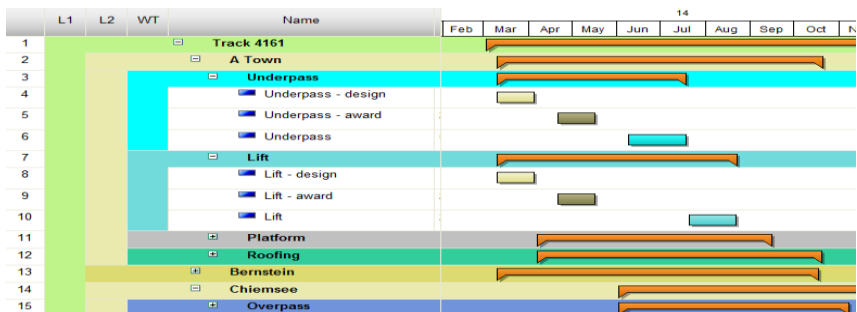 14
L1 L2 WT Name Feb Mar Apr May Jun Jul Aug Sep Oct N
1 Track 4161
2 A Town
3 Underpass
4 Underpass - design
5 Underpass - award
6 Underpass
7 Lift
8 Lift - design
9 Lift - award
10 Lift
11 Platform
12 Roofing
13 Bernstein
14 Chiemsee
15 Overpass